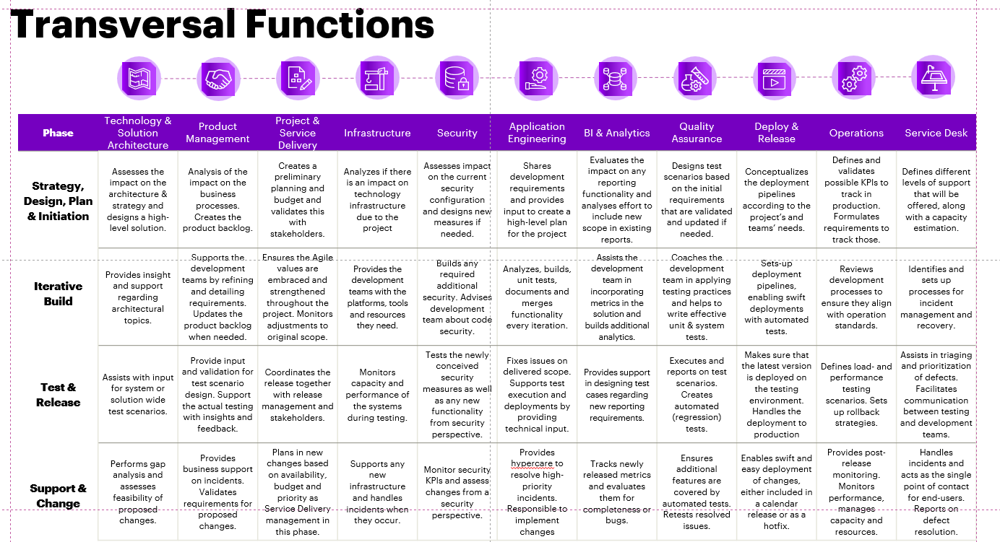 Transversal Functions
Phase
Technology &
Solution
Architecture
Product
Management
Project &
Service
Delivery
Infrastructure
Security
Application
Engineering
BI & Analytics
Quality
Assurance
Deploy &
Release
Operations
Service Desk
Strategy,
Design, Plan
& Initiation
Assesses the
impact on the
architecture &
strategy and
designs a high-
level solution.
Analysis of the
impact on the
business
processes.
Creates the
product backlog.
Creates a
preliminary
planning and
budget and
validates this
with
stakeholders.
Analyzes if there
is an impact on
technology
infrastructure
due to the
project
Assesses impact
on the current
security
configuration
and designs new
measures if
needed.
Shares
development
requirements
and provides
input to create a
high-level plan
for the project
Evaluates the
impact on any
reporting
functionality and
analyses effort to
include new
scope in existing
reports.
Designs test
scenarios based
on the initial
requirements
that are validated
and updated if
needed.
Conceptualizes
the deployment
pipelines
according to the
project’s and
teams’ needs.
Defines and
validates
possible KPIs to
track in
production.
Formulates
requirements to
track those.
Defines different
levels of support
that will be
offered, along
with a capacity
estimation.
Iterative
Build
Provides insight
and support
regarding
architectural
topics.
Supports the
development
teams by refining
and detailing
requirements.
Updates the
product backlog
when needed.
Ensures the Agile
values are
embraced and
strengthened
throughout the
project. Monitors
adjustments to
original scope.
Provides the
development
teams with the
platforms, tools
and resources
they need.
Builds any
required
additional
security. Advises
development
team about code
security.
Analyzes, builds,
unit tests,
documents and
merges
functionality
every iteration.
Assists the
development
team in
incorporating
metrics in the
solution and
builds additional
analytics.
Coaches the
development
team in applying
testing practices
and helps to
write effective
unit & system
tests.
Sets-up
deployment
pipelines,
enabling swift
deployments
with automated
tests.
Reviews
development
processes to
ensure they align
with operation
standards.
Identifies and
sets up
processes for
incident
management and
recovery.
Test &
Release
Assists with input
for system or
solution wide
test scenarios.
Provide input
and validation for
test scenario
design. Support
the actual testing
with insights and
feedback.
Coordinates the
release together
with release
management and
stakeholders.
Monitors
capacity and
performance of
the systems
during testing.
Tests the newly
conceived
security
measures as well
as any new
functionality
from security
perspective.
Fixes issues on
delivered scope.
Supports test
execution and
deployments by
providing
technical input.
Provides support
in designing test
cases regarding
new reporting
requirements.
Executes and
reports on test
scenarios.
Creates
automated
(regression)
tests.
Makes sure that
the latest version
is deployed on
the testing
environment.
Handles the
deployment to
production
Defines load- and
performance
testing
scenarios. Sets
up rollback
strategies.
Assists in triaging
and prioritization
of defects.
Facilitates
communication
between testing
and development
teams.
Support &
Change
Performs gap
analysis and
assesses
feasibility of
proposed
changes.
Provides
business support
on incidents.
Validates
requirements for
proposed
changes.
Plans in new
changes based
on availability,
budget and
priority as
Service Delivery
management in
this phase.
Supports any
new
infrastructure
and handles
incidents when
they occur.
Monitor security
KPIs and assess
changes from a
security
perspective.
Provides
hypercare to
resolve high-
priority
incidents.
Responsible to
implement
changes
Tracks newly
released metrics
and evaluates
them for
completeness or
bugs.
Ensures
additional
features are
covered by
automated tests.
Retests resolved
issues.
Enables swift and
easy deployment
of changes,
either included in
a calendar
release or as a
hotfix.
Provides post-
release
monitoring.
Monitors
performance,
manages
capacity and
resources.
Handles
incidents and
acts as the single
point of contact
for end-users.
Reports on
defect
resolution.